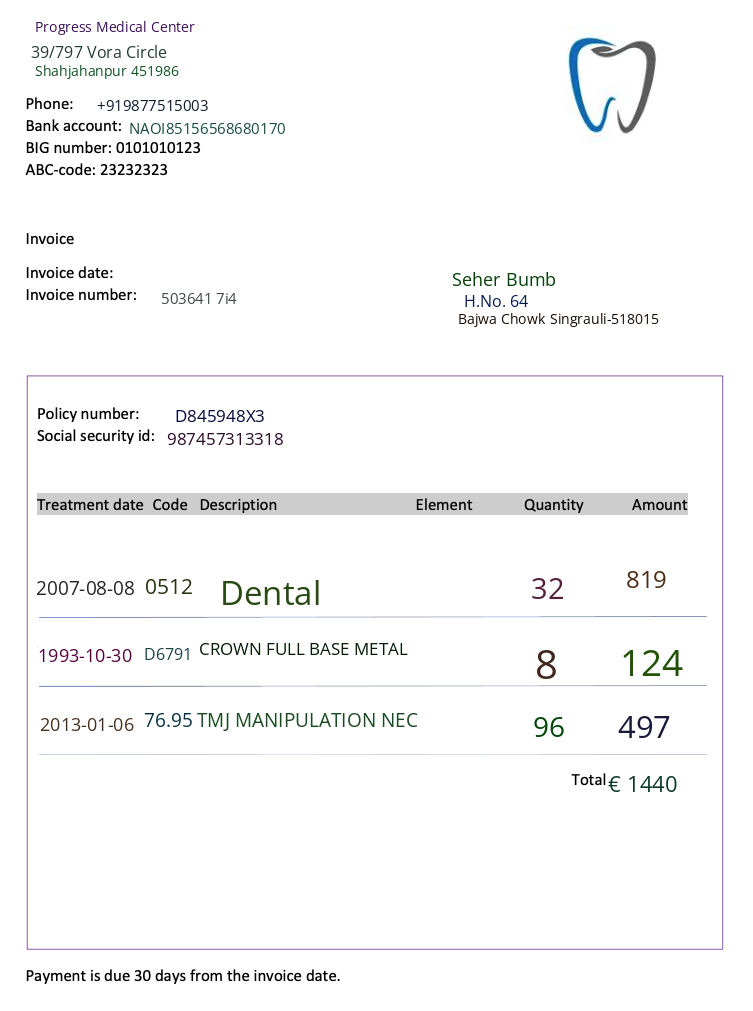 Progress Medical Center
39/797 Vora Circle
Shahjahanpur 451986
Phone: +919877515003
Bank account: NAOI85156568680170
BIG number: 0101010123
ABC-code: 23232323
Invoice
Invoice date:
Invoice number: 503641 7i4
Seher Bumb
H.No. 64
Bajwa Chowk Singrauli-518015
Policy number: D845948X3
Social security id: 987457313318
Treatment date Code Description Element Quantity Amount
2007-08-08 0512 Dental 32 819
1993-10-30 D6791 CROWN FULL BASE METAL 8 124
2013-01-06 76.95 TMJ MANIPULATION NEC 96 497
Total € 1440
Payment is due 30 days from the invoice date.